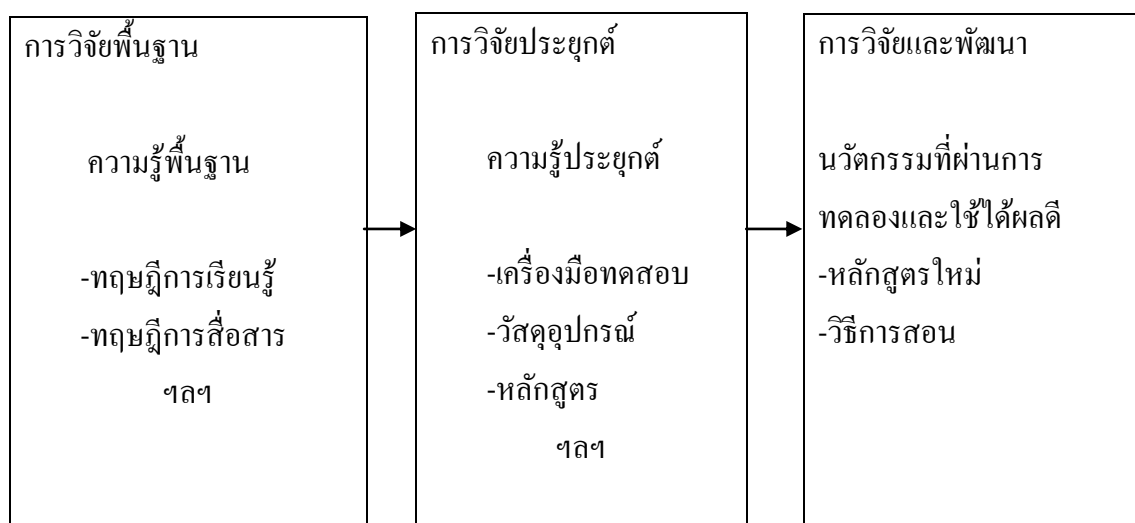 การวิจัยพื้นฐาน
ความรู้พื้นฐาน
-ทฤษฎีการเรียนรู้
-ทฤษฎีการสื่อสาร
ฯลฯ
การวิจัยประยุกต์
ความรู้ประยุกต์
-เครื่องมือทดสอบ
-วัสดุอุปกรณ์
-หลักสูตร
ฯลฯ
การวิจัยและพัฒนา
นวัตกรรมที่ผ่านการ
ทดลองและใช้ได้ผลดี
-หลักสูตรใหม่
-วิธีการสอน